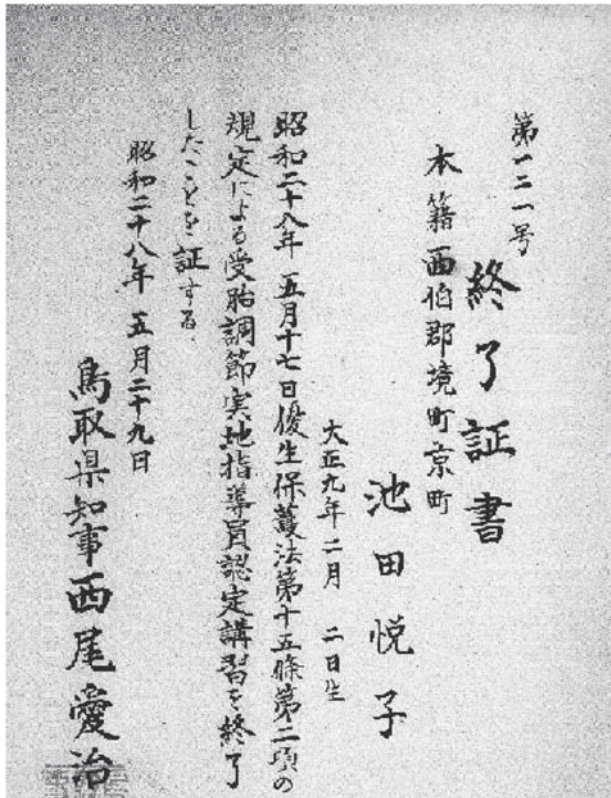 第一二一号
終了証書
本籍西伯郡境町京町
池田悦子
大正九年二月 二日生
昭和二十八年 五月十七日優生保護法第十五條第二項の
規定による受胎調節実地指導員認定講習を終了
したことを証する
昭和二十八年 五月二十九日
鳥取県知事西尾愛治